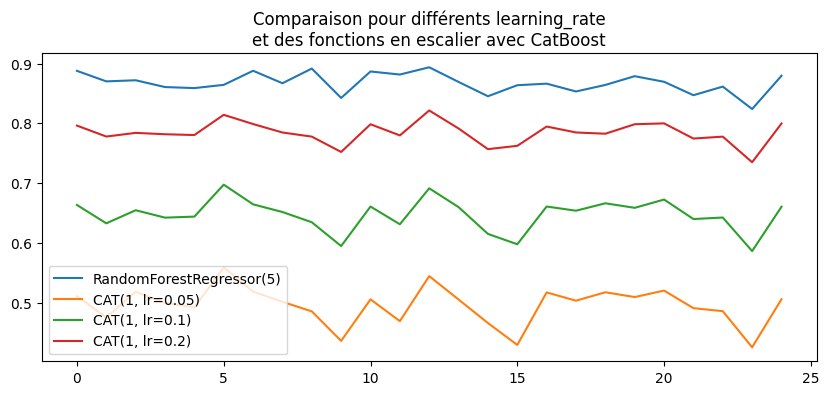 Comparaison pour différents learning_rate
et des fonctions en escalier avec CatBoost
0.9
0.8
0.7
0.6
0.5
RandomForestRegressor(5)
CAT(1, lr=0.05)
CAT(1, lr=0.1)
CAT(1, lr=0.2)
0 5 10 15 20 25